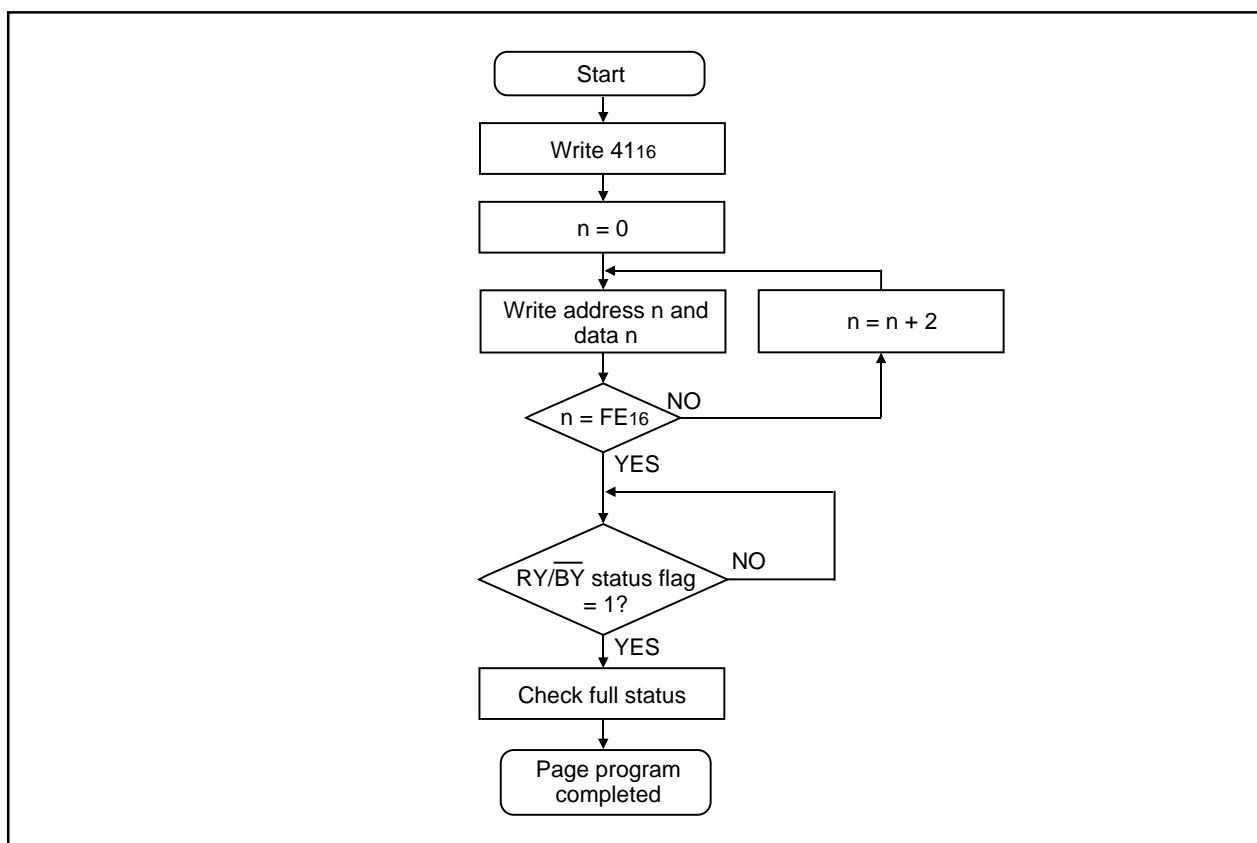 Start
Write 4116
n = 0
Write address n and
data n
n = n + 2
n = FE16
NO
YES
RY/BY status flag
= 1?
NO
YES
Check full status
Page program
completed